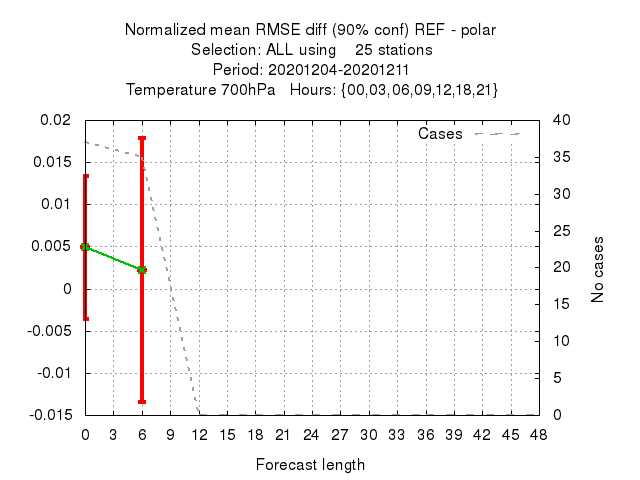 Normalized mean RMSE diff (90% conf) REF - polar
Selection: ALL using    25 stations
Period: 20201204-20201211
Temperature 700hPa   Hours: {00,03,06,09,12,18,21}
Cases
0.02
0.015
0.01
0.005
0
-0.005
-0.01
-0.015
40
35
30
25
20
15
10
5
0
No cases
0 3 6 9 12 15 18 21 24 27 30 33 36 39 42 45 48
Forecast length